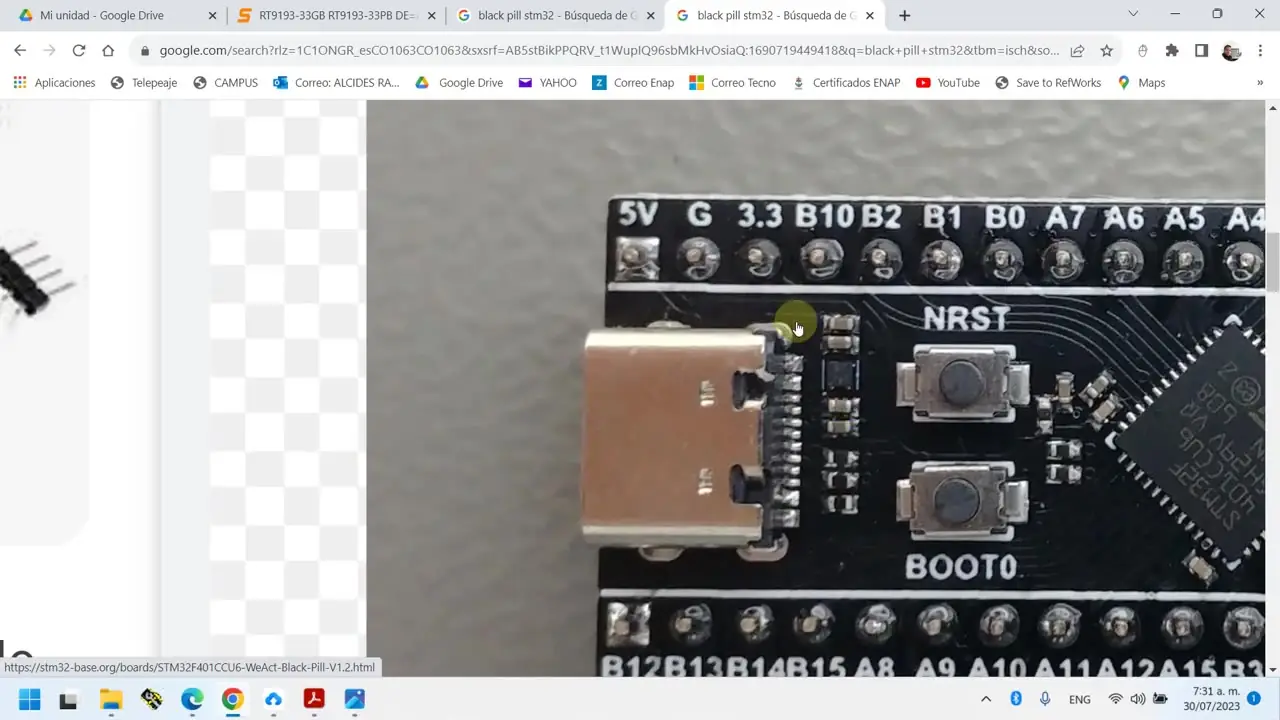 Mi unidad - Google Drive
RT9193-33GB RT9193-33PB DE=
black pill stm32 - Búsqueda de G
black pill stm32 - Búsqueda de G
google.com/search?rlz=1C1ONGR_esCO1063CO1063&sxsrf=AB5stBikPPQRV_t1WupIQ96sbMkHvOsiaQ:1690719449418&q=black+pill+stm32&tbm=isch&so...
Aplicaciones Telepeaje CAMPUS Correo: ALCIDES RA... Google Drive YAHOO Correo Enap Correo Tecno Certificados ENAP YouTube Save to RefWorks Maps »
5V G 3.3 B10 B2 B1 B0 A7 A6 A5 A4
NRST
BOOT0
B12 B13 B14 B15 A8 A9 A10 A11 A12 A15 B3
https://stm32-base.org/boards/STM32F401CCU6-WeAct-Black-Pill-V1.2.html
ENG
7:31 a. m.
30/07/2023
1